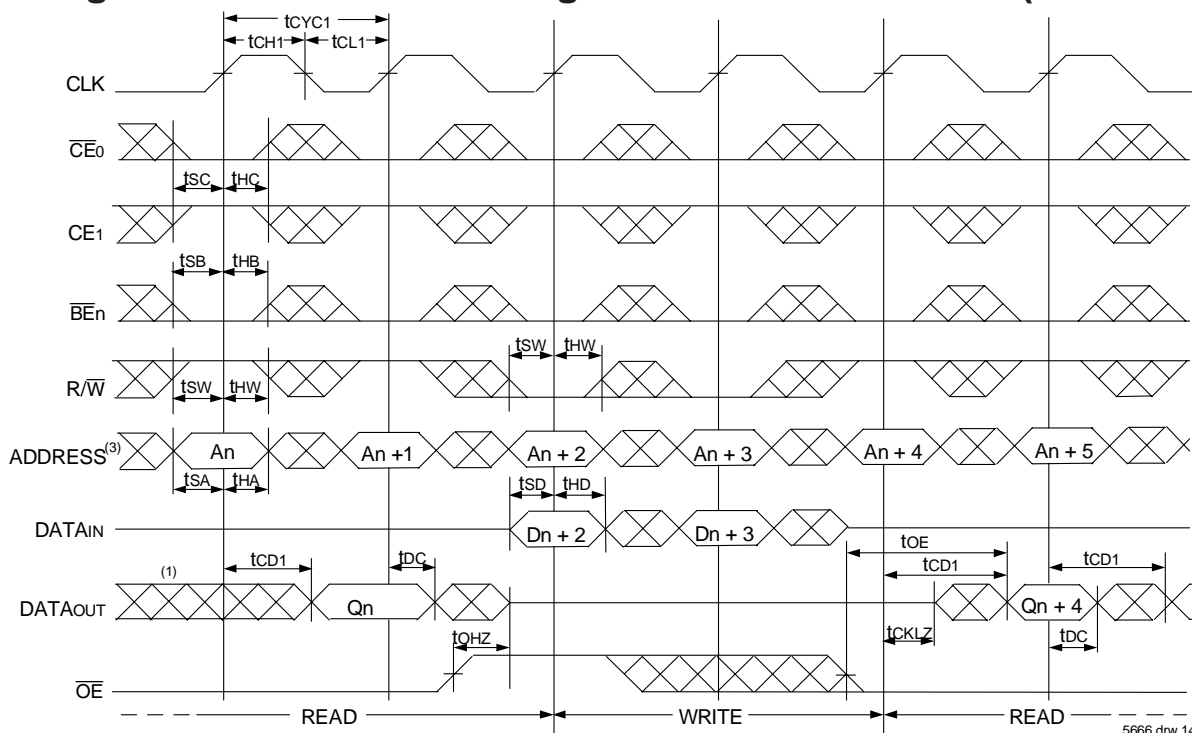 tCYC1
tCH1 tCL1
CLK
CE0
tSC tHC
CE1
tSB tHB
BEn
tSW tHW
R/W
tSW tHW
ADDRESS(3) An An +1 An + 2 An + 3 An + 4 An + 5
tSA tHA
tSD tHD
DATAIN Dn + 2 Dn + 3
tOE
(1) tCD1 tDC tCD1 tCD1
DATAOUT Qn Qn + 4
tOHZ tCKLZ tDC
OE
READ WRITE READ
5666 drw 14